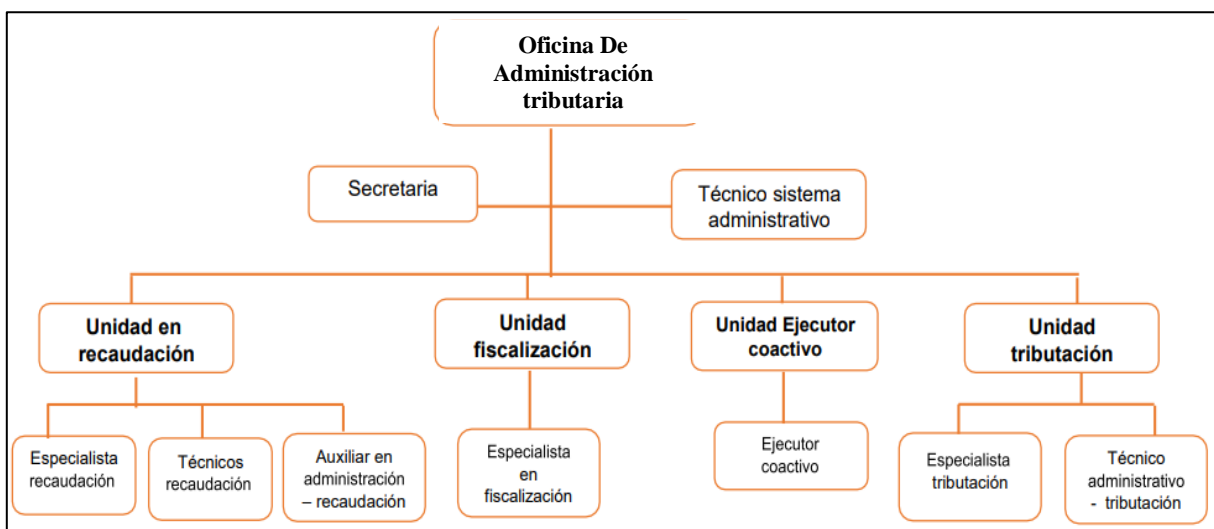 Oficina De
Administración
tributaria
Secretaria
Técnico sistema
administrativo
Unidad en
recaudación
Unidad
fiscalización
Unidad Ejecutor
coactivo
Unidad
tributación
Especialista
recaudación
Técnicos
recaudación
Auxiliar en
administración
– recaudación
Especialista
en
fiscalización
Ejecutor
coactivo
Especialista
tributación
Técnico
administrativo
- tributación